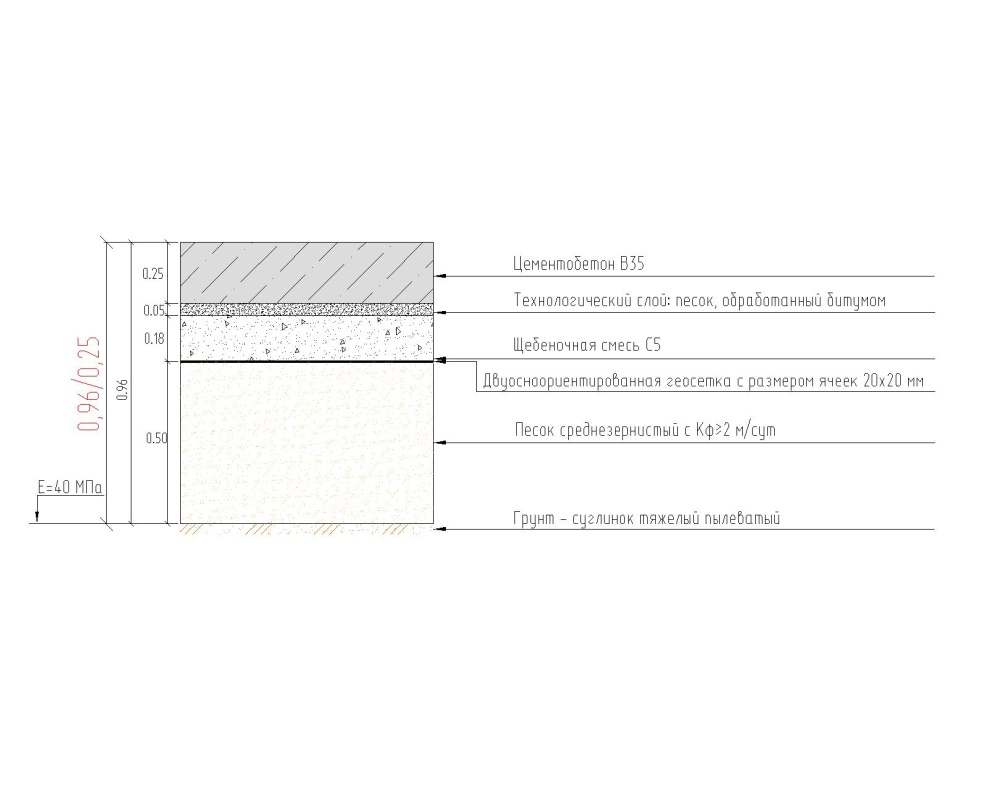 Цементобетон В35
0.25
Технологический слой: песок, обработанный битумом
0.05
0.18
Щебеночная смесь С5
0,96/0,25
0.96
Двуосноориентированная геосетка с размером ячеек 20х20 мм
Песок среднезернистый с Кф≥2 м/сут
0.50
Е=40 МПа
Грунт - суглинок тяжелый пылеватый